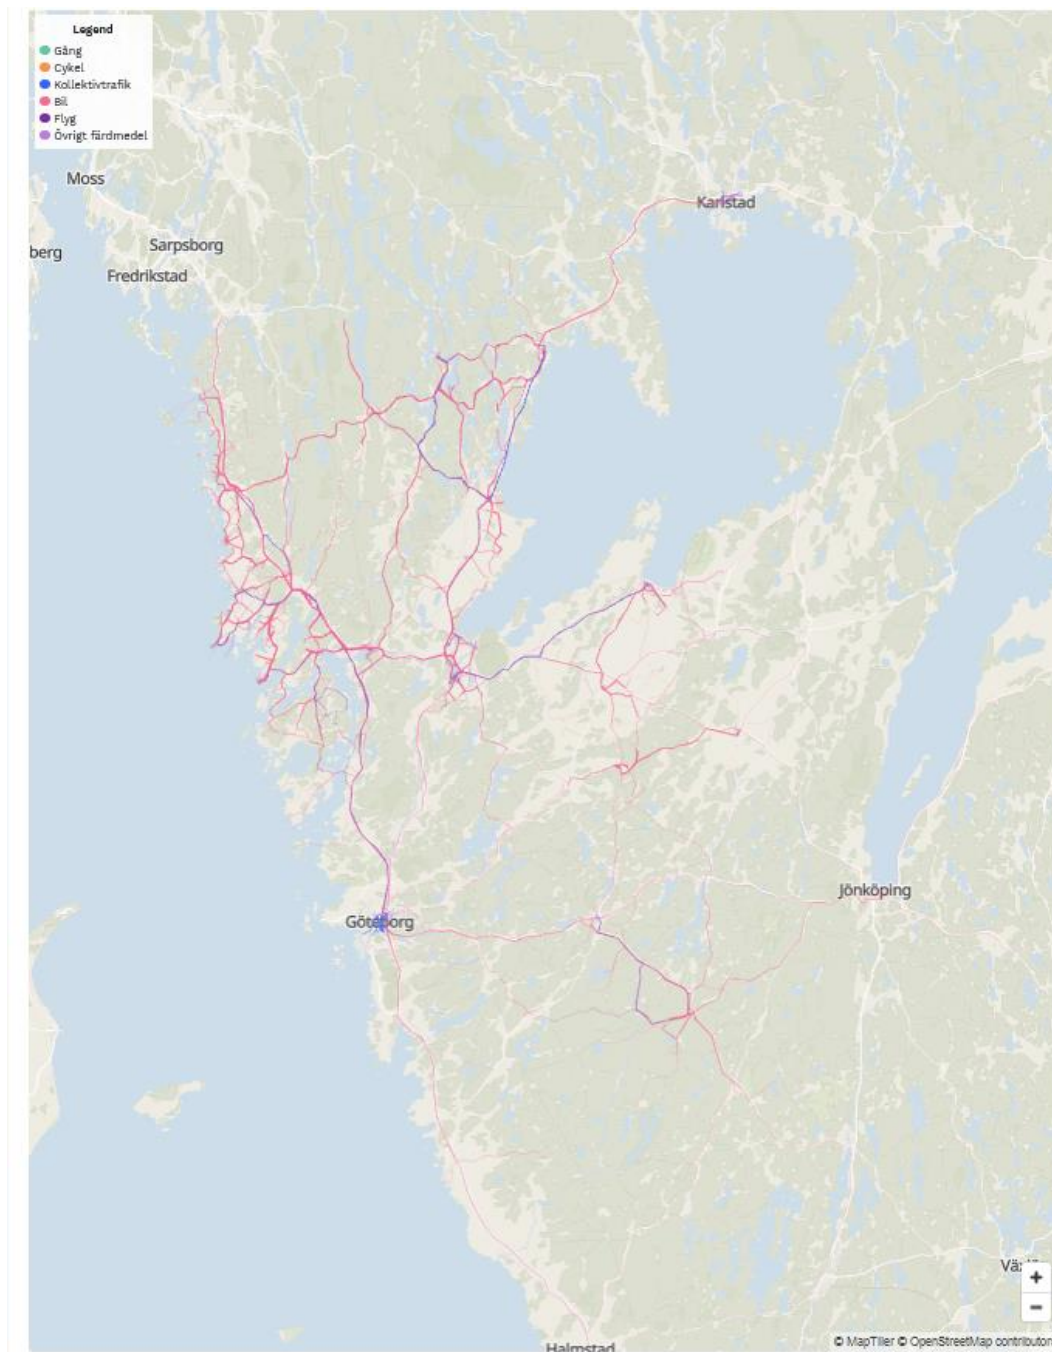 Legend
Gång
Cykel
Kollektivtrafik
Bil
Flyg
Övrigt färdmedel
Moss
Karlstad
Sarpsborg
berg
Fredrikstad
Jönköping
Göteborg
+
−
© MapTiler © OpenStreetMap contributors
Halmstad